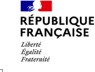 RÉPUBLIQUE
FRANÇAISE
Liberté
Égalité
Fraternité